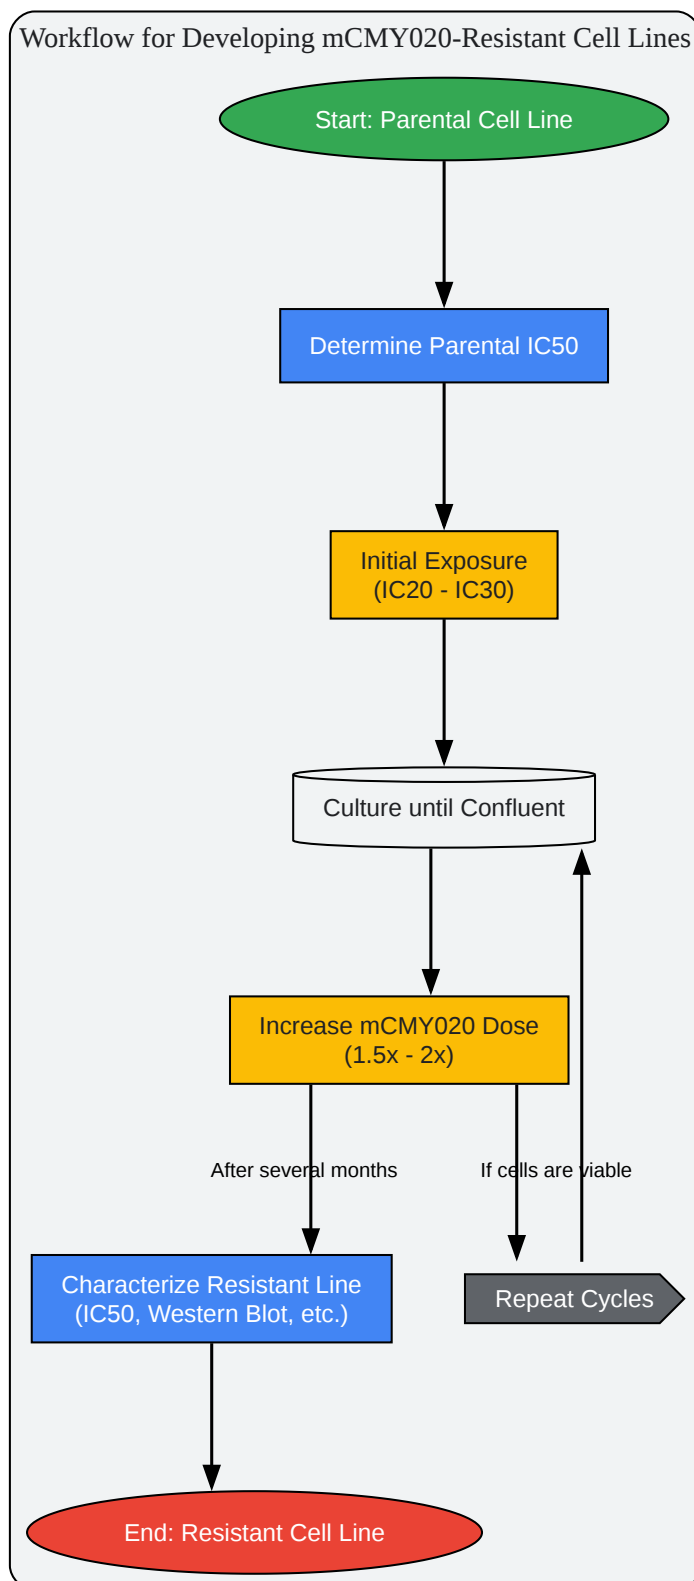 Workflow for Developing mCMY020-Resistant Cell Lines
Start: Parental Cell Line
Determine Parental IC50
Initial Exposure
(IC20 - IC30)
Culture until Confluent
Increase mCMY020 Dose
(1.5x - 2x)
After several months
If cells are viable
Characterize Resistant Line
(IC50, Western Blot, etc.)
Repeat Cycles
End: Resistant Cell Line